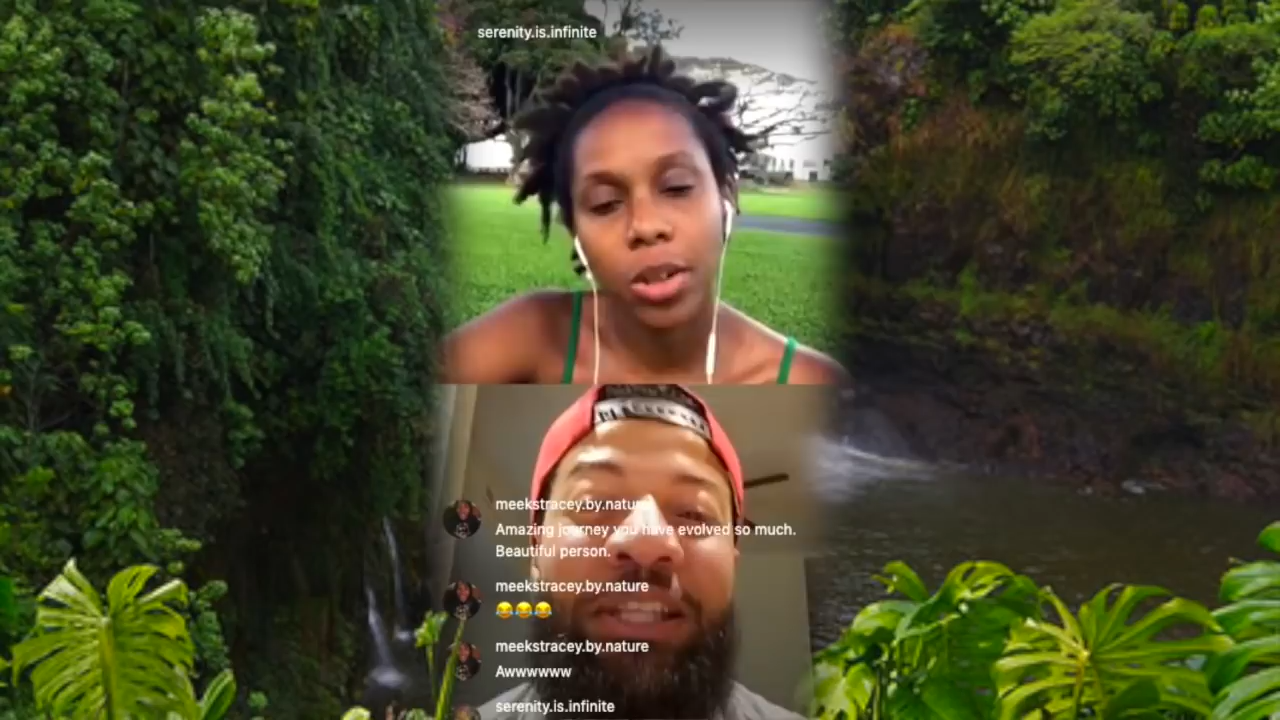 serenity.is.infinite
meekstracey.by.nature
Amazing journey you have evolved so much.
Beautiful person.
meekstracey.by.nature
😂😂😂
meekstracey.by.nature
Awwwwww
serenity.is.infinite